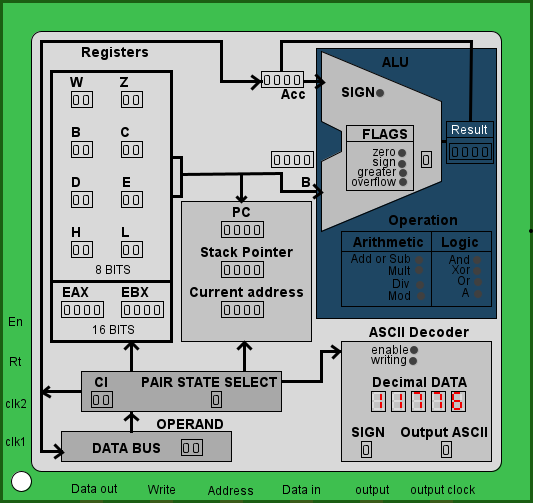 Registers
W Z
00 00
B C
00 00
D E
00 00
H L
00 00
8 BITS
EAX EBX
0000 0000
16 BITS
0000
Acc
0000
B
ALU
SIGN
FLAGS
zero
sign
greater
overflow
0
Result
0000
Operation
Arithmetic
Add or Sub
Mult
Div
Mod
Logic
And
Xor
Or
A
PC
0000
Stack Pointer
0000
Current address
0000
CI PAIR STATE SELECT
00 0
OPERAND
DATA BUS 00
ASCII Decoder
enable
writing
Decimal DATA
11776
SIGN Output ASCII
0 0
En
Rt
clk2
clk1
Data out Write Address Data in output output clock